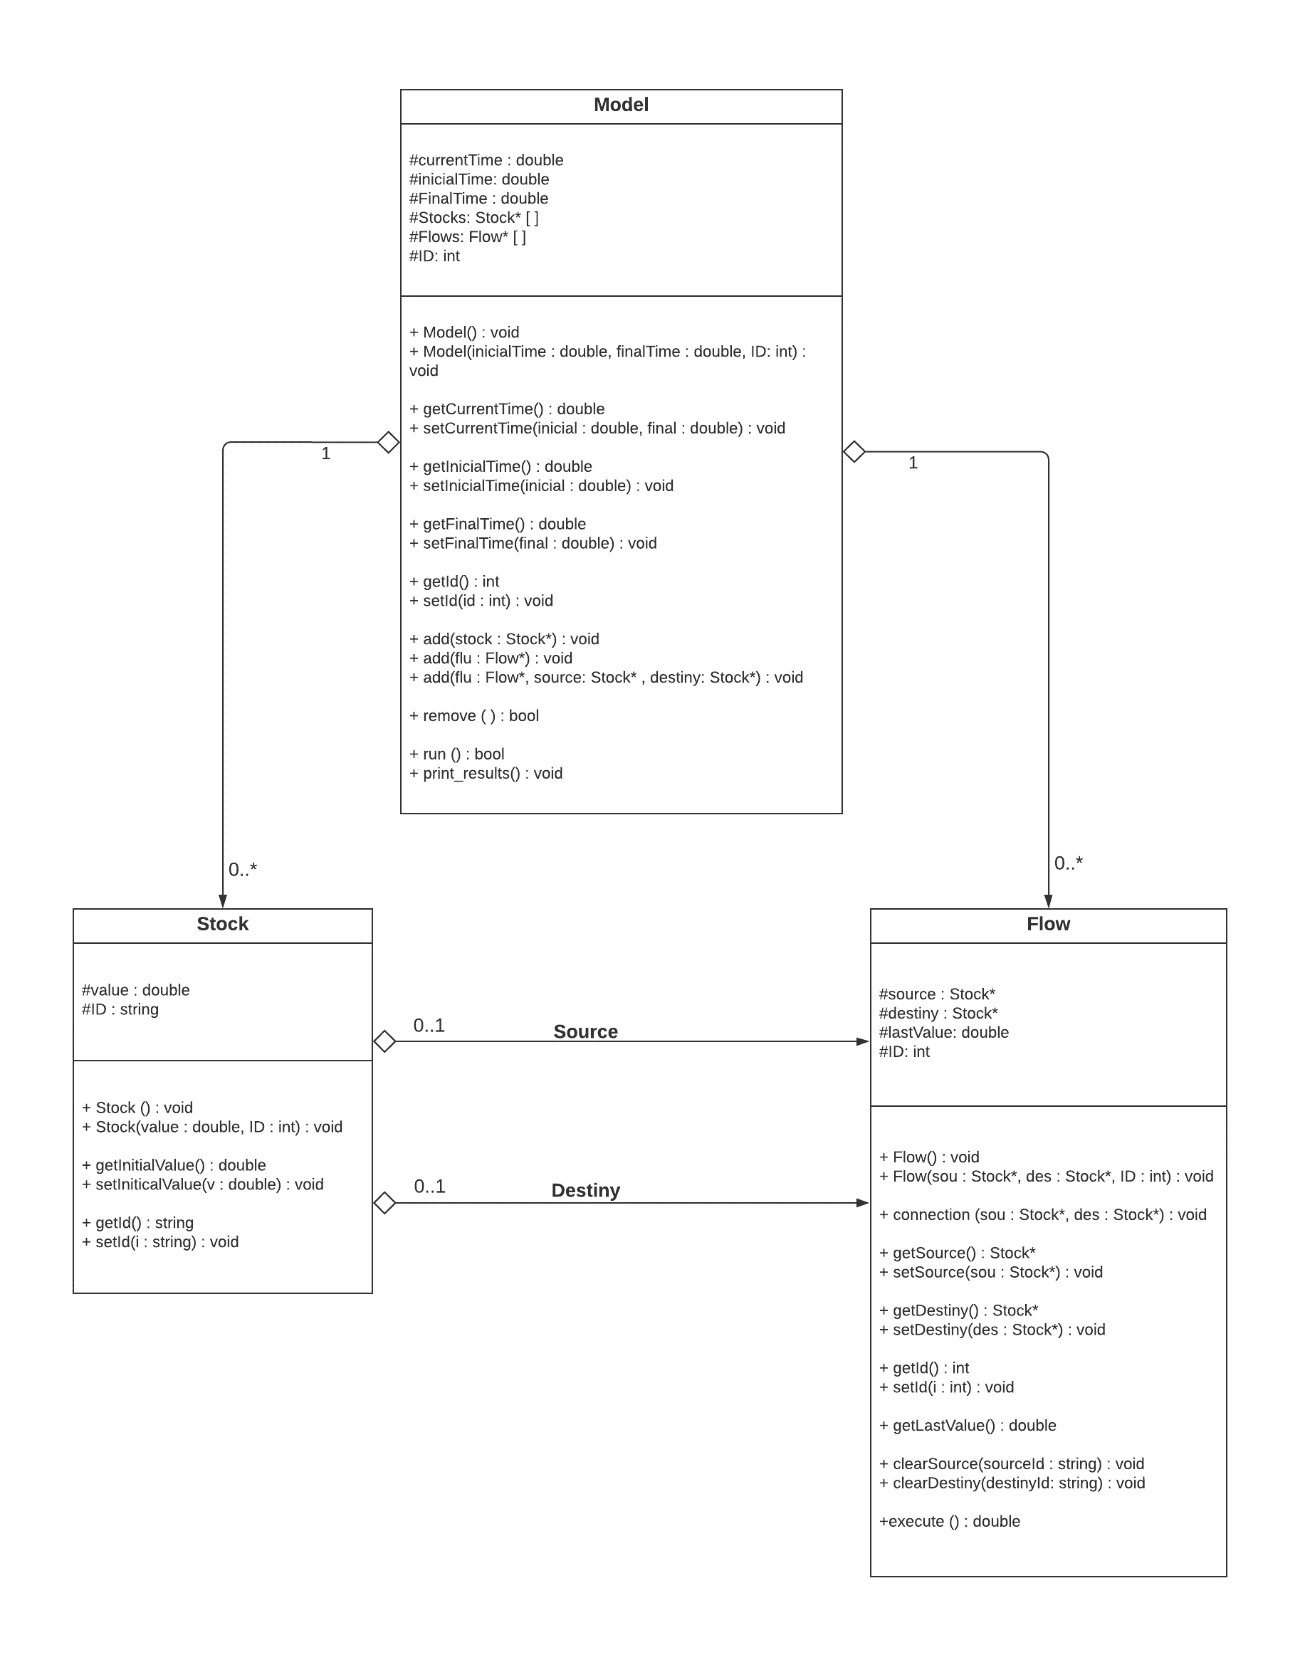 Model
#currentTime : double
#inicialTime: double
#FinalTime : double
#Stocks: Stock* [ ]
#Flows: Flow* [ ]
#ID: int
+ Model() : void
+ Model(inicialTime : double, finalTime : double, ID: int) :
void
+ getCurrentTime() : double
+ setCurrentTime(inicial : double, final : double) : void
+ getInicialTime() : double
+ setInicialTime(inicial : double) : void
+ getFinalTime() : double
+ setFinalTime(final : double) : void
+ getId() : int
+ setId(id : int) : void
+ add(stock : Stock*) : void
+ add(flu : Flow*) : void
+ add(flu : Flow*, source: Stock* , destiny: Stock*) : void
+ remove ( ) : bool
+ run () : bool
+ print_results() : void
1
1
0..*
0..*
Stock
#value : double
#ID : string
+ Stock () : void
+ Stock(value : double, ID : int) : void
+ getInitialValue() : double
+ setIniticalValue(v : double) : void
+ getId() : string
+ setId(i : string) : void
0..1
Source
0..1
Destiny
Flow
#source : Stock*
#destiny : Stock*
#lastValue: double
#ID: int
+ Flow() : void
+ Flow(sou : Stock*, des : Stock*, ID : int) : void
+ connection (sou : Stock*, des : Stock*) : void
+ getSource() : Stock*
+ setSource(sou : Stock*) : void
+ getDestiny() : Stock*
+ setDestiny(des : Stock*) : void
+ getId() : int
+ setId(i : int) : void
+ getLastValue() : double
+ clearSource(sourceId : string) : void
+ clearDestiny(destinyId: string) : void
+execute () : double